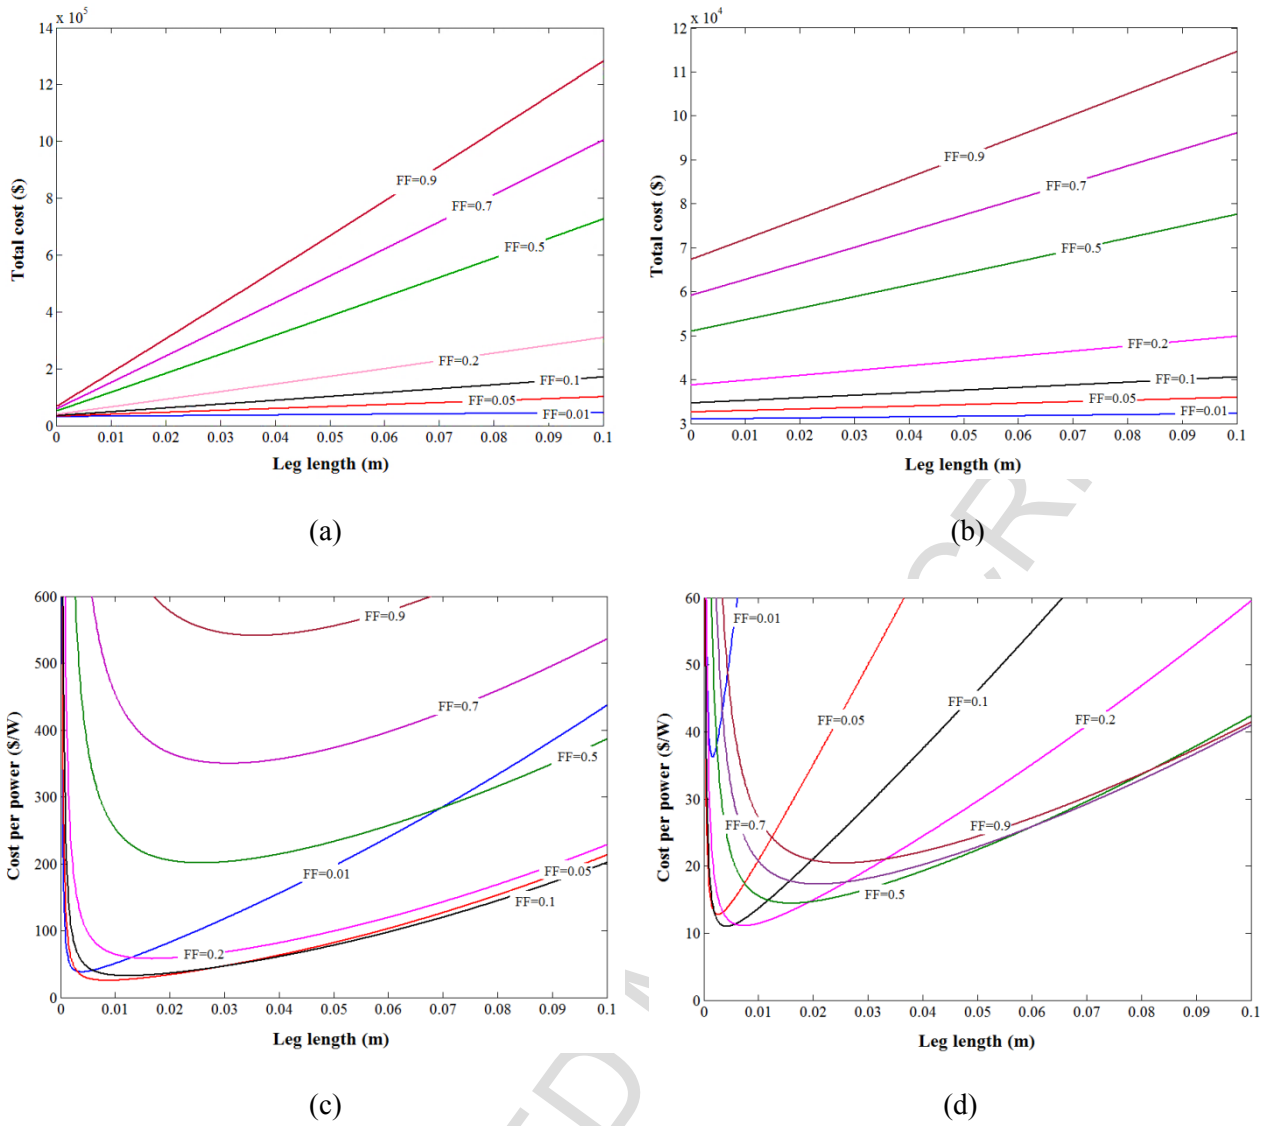 x 10^5
14
12
10
8
6
4
2
0
0 0.01 0.02 0.03 0.04 0.05 0.06 0.07 0.08 0.09 0.1
Total cost ($)
Leg length (m)
FF=0.9
FF=0.7
FF=0.5
FF=0.2
FF=0.1
FF=0.05
FF=0.01
(a)
x 10^4
12
11
10
9
8
7
6
5
4
3
0 0.01 0.02 0.03 0.04 0.05 0.06 0.07 0.08 0.09 0.1
Total cost ($)
Leg length (m)
FF=0.9
FF=0.7
FF=0.5
FF=0.2
FF=0.1
FF=0.05
FF=0.01
(b)
600
500
400
300
200
100
0
0 0.01 0.02 0.03 0.04 0.05 0.06 0.07 0.08 0.09 0.1
Cost per power ($/W)
Leg length (m)
FF=0.9
FF=0.7
FF=0.5
FF=0.01
FF=0.05
FF=0.1
FF=0.2
(c)
60
50
40
30
20
10
0
0 0.01 0.02 0.03 0.04 0.05 0.06 0.07 0.08 0.09 0.1
Cost per power ($/W)
Leg length (m)
FF=0.01
FF=0.05
FF=0.1
FF=0.2
FF=0.7
FF=0.9
FF=0.5
(d)